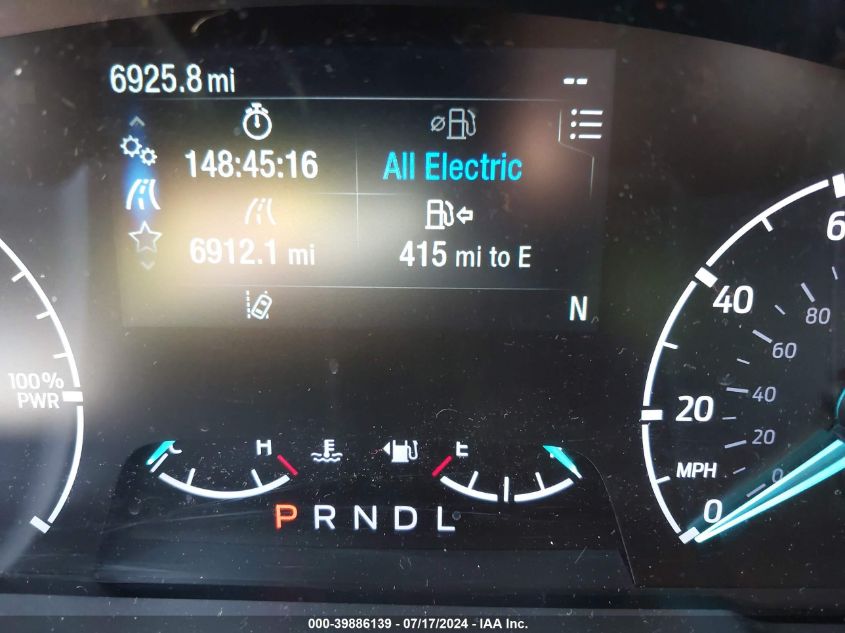 6925.8 mi --
148:45:16 All Electric
6912.1 mi 415 mi to E
N
100%
PWR
H E
P R N D L
60
40
20
0
MPH
80
60
40
20
0
000-39886139 - 07/17/2024 - IAA Inc.